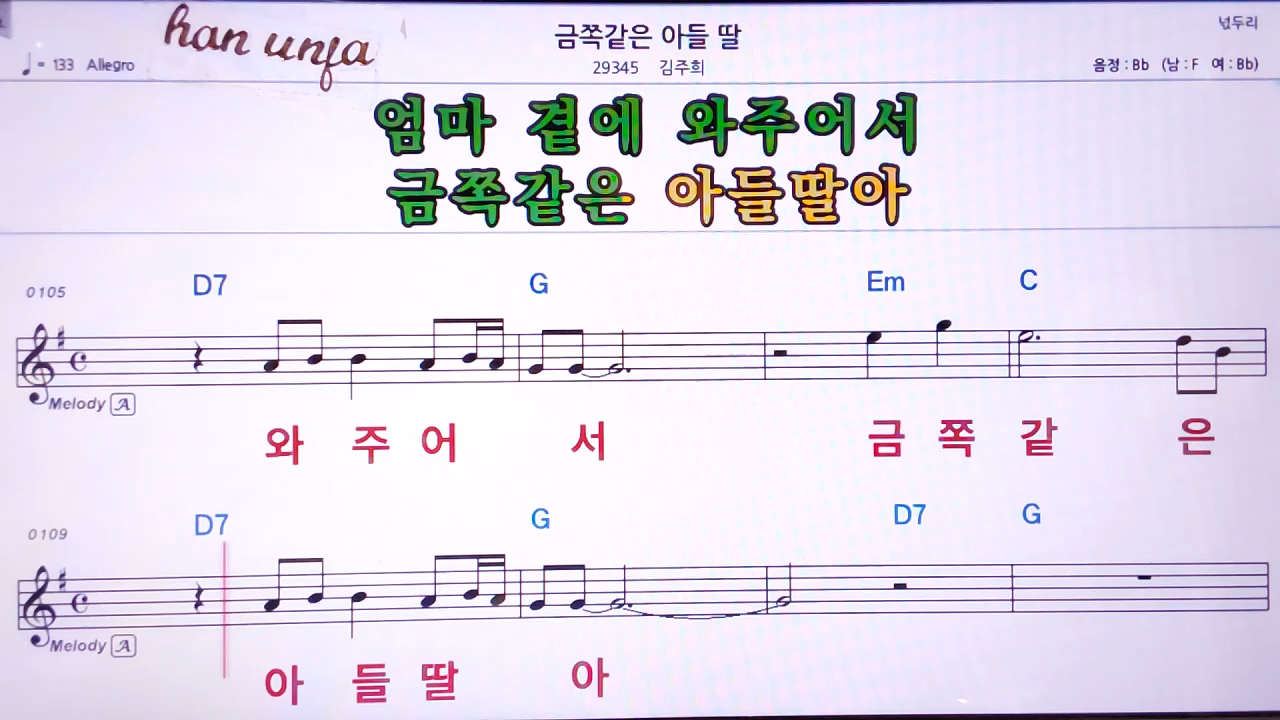 han unfa
금쪽같은 아들 딸
넋두리
♩= 133 Allegro
29345 김주희
음정 : Bb (남 : F 여 : Bb)
엄마 곁에 와주어서
금쪽같은 아들딸아
0105
D7 G Em C
Melody A
와 주 어 서 금 쪽 같 은
0109
D7 G D7 G
Melody A
아 들 딸 아